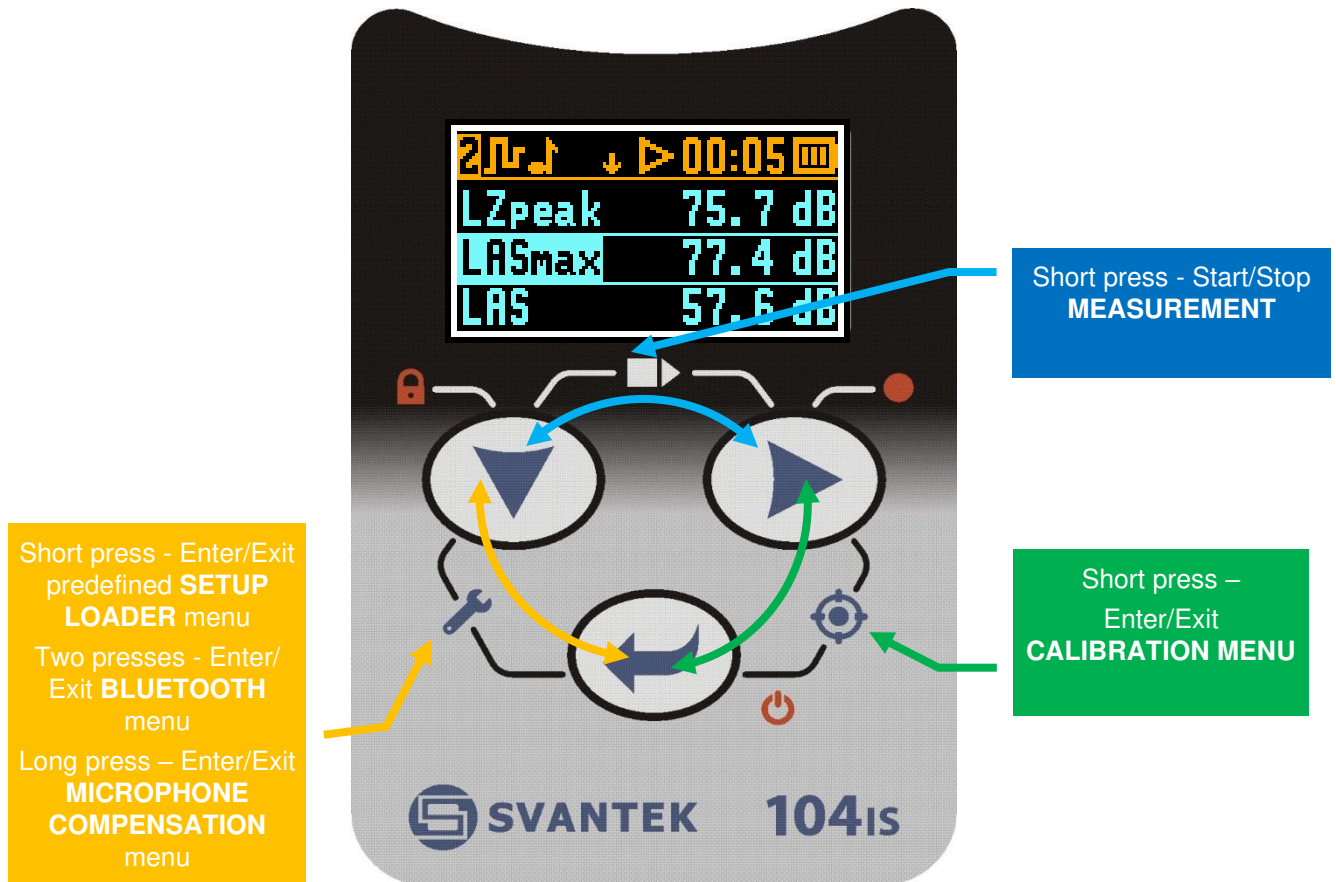 2 00:05
LZpeak 75.7 dB
LASmax 77.4 dB
LAS 57.6 dB
Short press - Start/Stop
MEASUREMENT
Short press - Enter/Exit
predefined SETUP
LOADER menu
Two presses - Enter/
Exit BLUETOOTH
menu
Long press – Enter/Exit
MICROPHONE
COMPENSATION
menu
Short press –
Enter/Exit
CALIBRATION MENU
SVANTEK 104IS